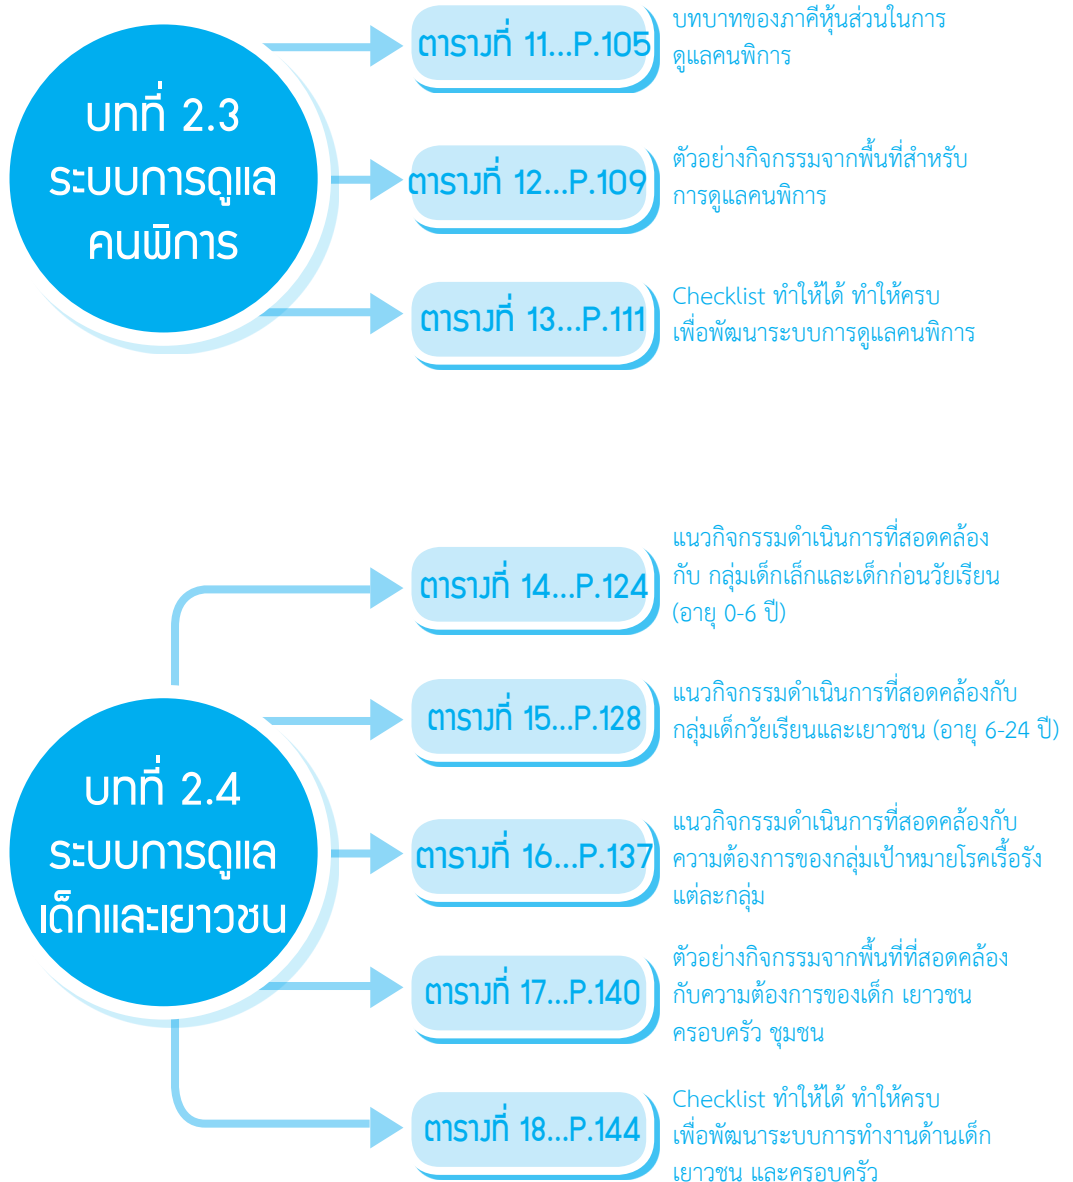 บทที่ 2.3
ระบบการดูแล
คนพิการ
ตารางที่ 11...P.105
บทบาทของภาคีหุ้นส่วนในการ
ดูแลคนพิการ
ตารางที่ 12...P.109
ตัวอย่างกิจกรรมจากพื้นที่สำหรับ
การดูแลคนพิการ
ตารางที่ 13...P.111
Checklist ทำให้ได้ ทำให้ครบ
เพื่อพัฒนาระบบการดูแลคนพิการ
บทที่ 2.4
ระบบการดูแล
เด็กและเยาวชน
ตารางที่ 14...P.124
แนวกิจกรรมดำเนินการที่สอดคล้อง
กับ กลุ่มเด็กเล็กและเด็กก่อนวัยเรียน
(อายุ 0-6 ปี)
ตารางที่ 15...P.128
แนวกิจกรรมดำเนินการที่สอดคล้องกับ
กลุ่มเด็กวัยเรียนและเยาวชน (อายุ 6-24 ปี)
ตารางที่ 16...P.137
แนวกิจกรรมดำเนินการที่สอดคล้องกับ
ความต้องการของกลุ่มเป้าหมายโรคเรื้อรัง
แต่ละกลุ่ม
ตารางที่ 17...P.140
ตัวอย่างกิจกรรมจากพื้นที่ที่สอดคล้อง
กับความต้องการของเด็ก เยาวชน
ครอบครัว ชุมชน
ตารางที่ 18...P.144
Checklist ทำให้ได้ ทำให้ครบ
เพื่อพัฒนาระบบการทำงานด้านเด็ก
เยาวชน และครอบครัว